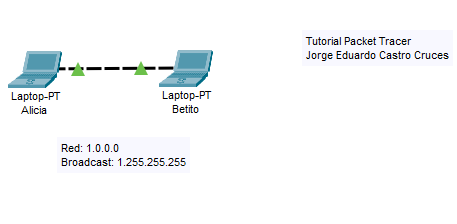 Tutorial Packet Tracer
Jorge Eduardo Castro Cruces
Laptop-PT
Alicia
Laptop-PT
Betito
Red: 1.0.0.0
Broadcast: 1.255.255.255